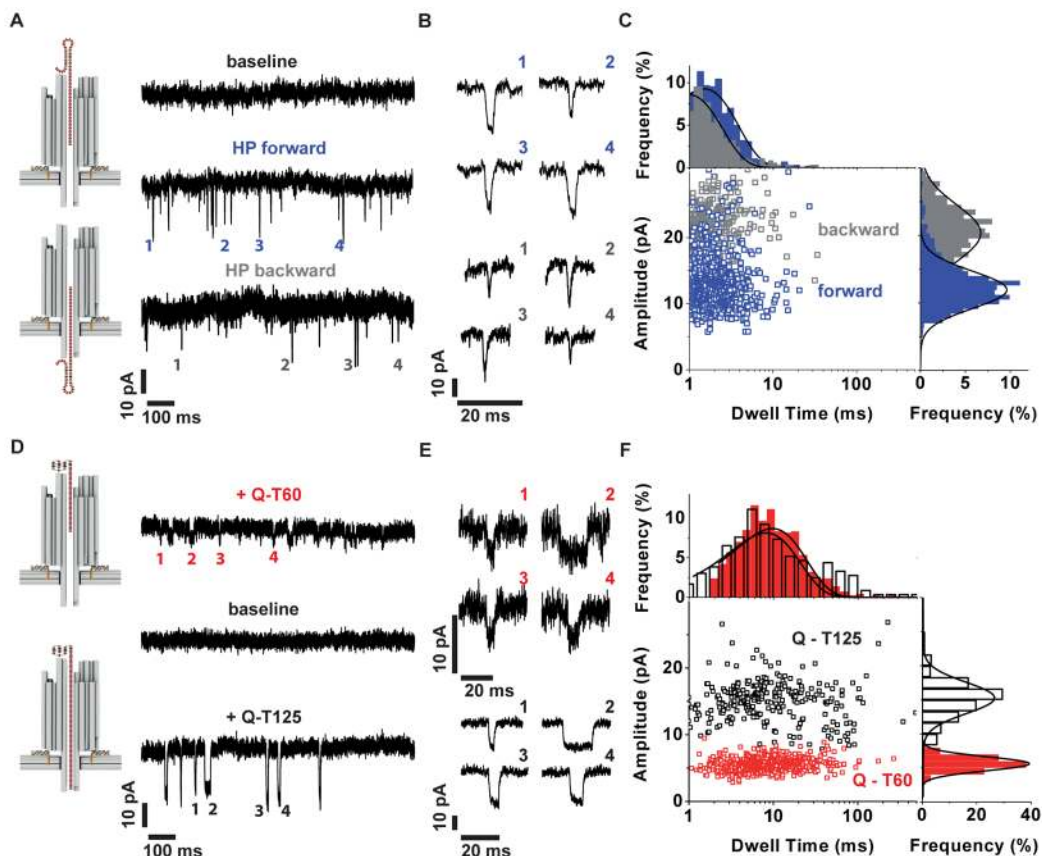 A
baseline
HP forward
1 2 3 4
HP backward
1 2 3 4
10 pA
100 ms
B
1 2
3 4
1 2
3 4
10 pA
20 ms
C
Frequency (%)
10
5
0
Amplitude (pA)
20
10
0
backward
forward
1 10 100
Dwell Time (ms)
0 5 10
Frequency (%)
D
+ Q-T60
1 2 3 4
baseline
+ Q-T125
1 2 3 4
10 pA
100 ms
E
1 2
3 4
10 pA
20 ms
1 2
3 4
10 pA
20 ms
F
Frequency (%)
10
5
0
Amplitude (pA)
20
10
0
Q - T125
Q - T60
1 10 100
Dwell Time (ms)
0 20 40
Frequency (%)